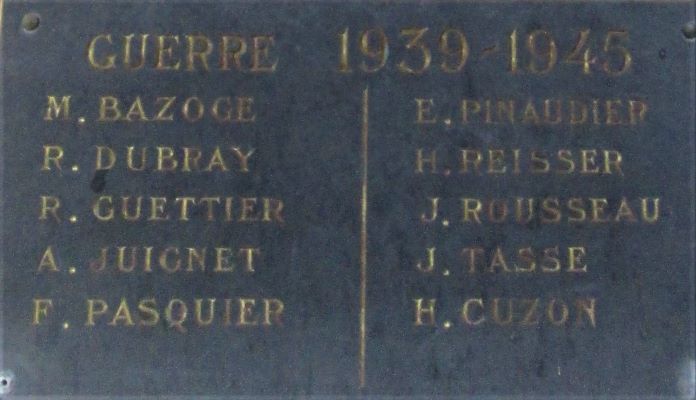 GUERRE 1939-1945
M. BAZOGE
R. DUBRAY
R. GUETTIER
A. JUIGNET
F. PASQUIER
E. PINAUDIER
H. REISSER
J. ROUSSEAU
J. TASSE
H. CUZON